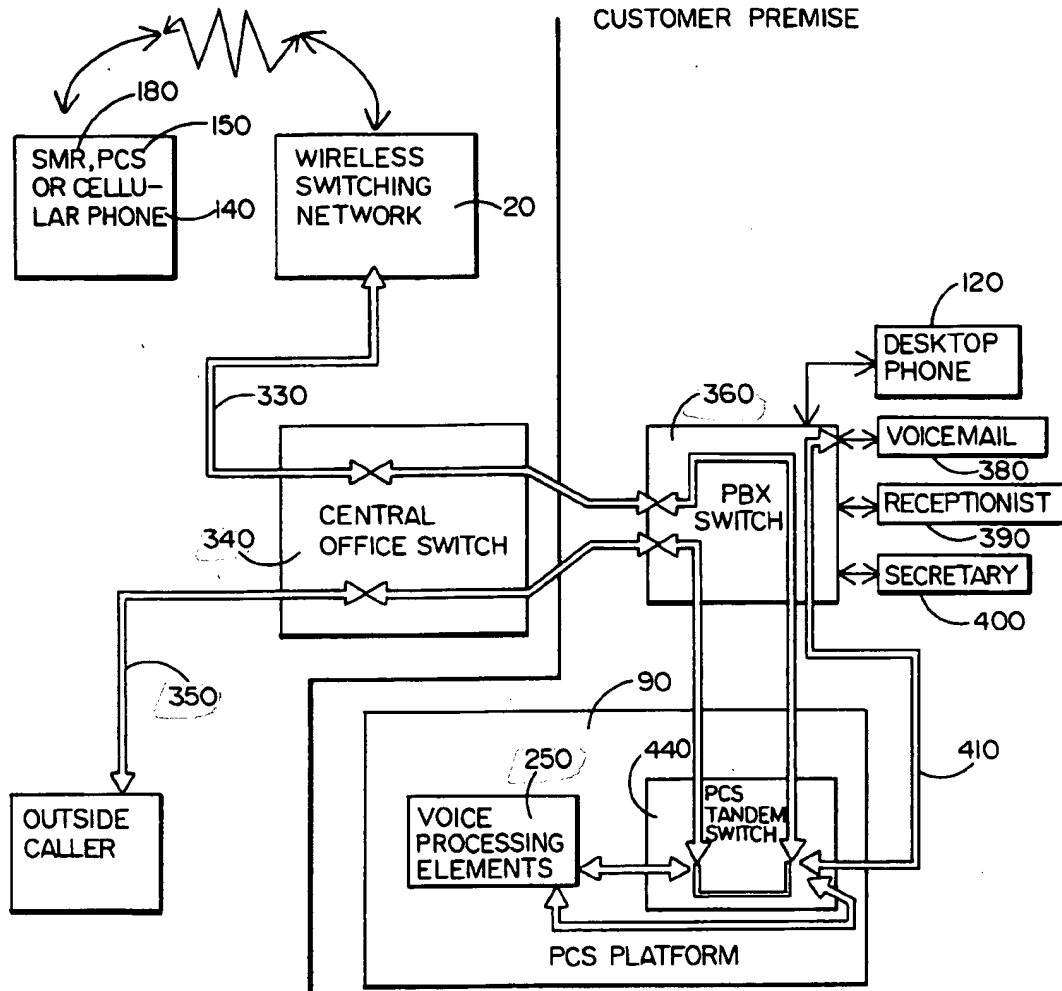 CUSTOMER PREMISE
180
150
SMR, PCS
OR CELLU-
LAR PHONE
140
WIRELESS
SWITCHING
NETWORK
20
120
DESKTOP
PHONE
330
360
VOICEMAIL
380
PBX
SWITCH
RECEPTIONIST
390
CENTRAL
OFFICE SWITCH
340
SECRETARY
400
350
90
250
440
410
PCS
TANDEM
SWITCH
VOICE
PROCESSING
ELEMENTS
OUTSIDE
CALLER
PCS PLATFORM